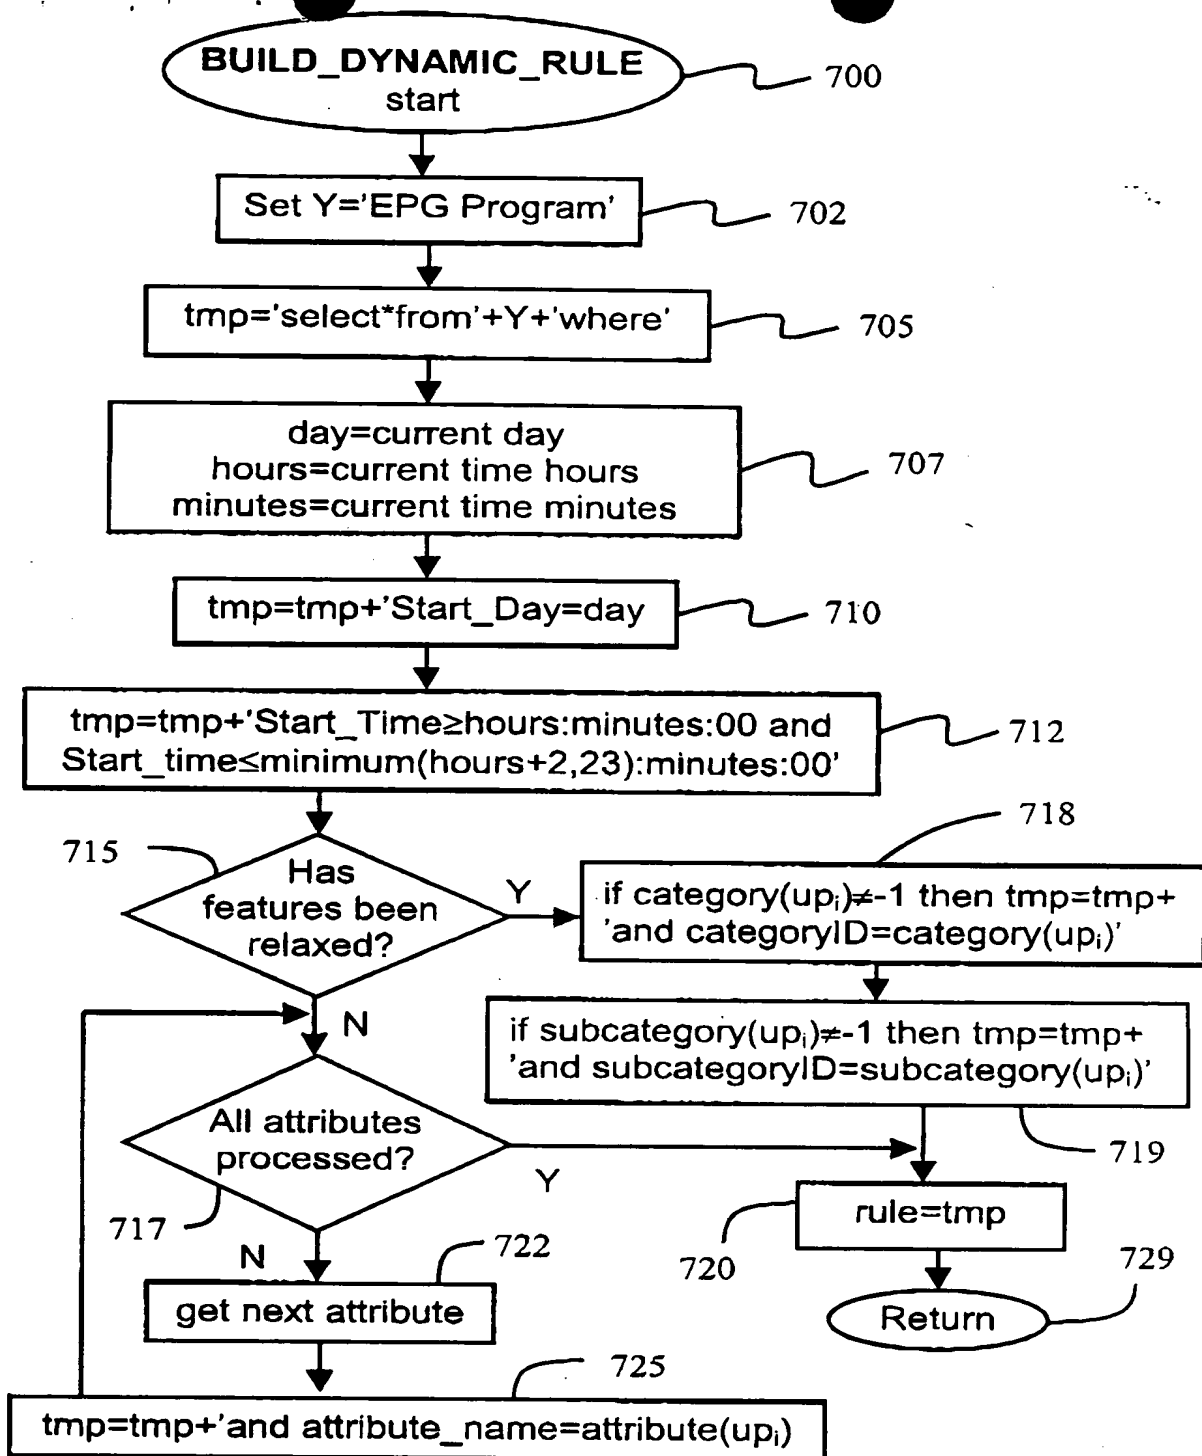 BUILD_DYNAMIC_RULE
start
700
Set Y='EPG Program'
702
tmp='select*from'+Y+'where'
705
day=current day
hours=current time hours
minutes=current time minutes
707
tmp=tmp+'Start_Day=day
710
tmp=tmp+'Start_Time≥hours:minutes:00 and
Start_time≤minimum(hours+2,23):minutes:00'
712
715
Has
features been
relaxed?
Y
N
718
if category(upᵢ)≠-1 then tmp=tmp+
'and categoryID=category(upᵢ)'
if subcategory(upᵢ)≠-1 then tmp=tmp+
'and subcategoryID=subcategory(upᵢ)'
719
All attributes
processed?
Y
717
N
rule=tmp
720
722
get next attribute
Return
729
725
tmp=tmp+'and attribute_name=attribute(upᵢ)